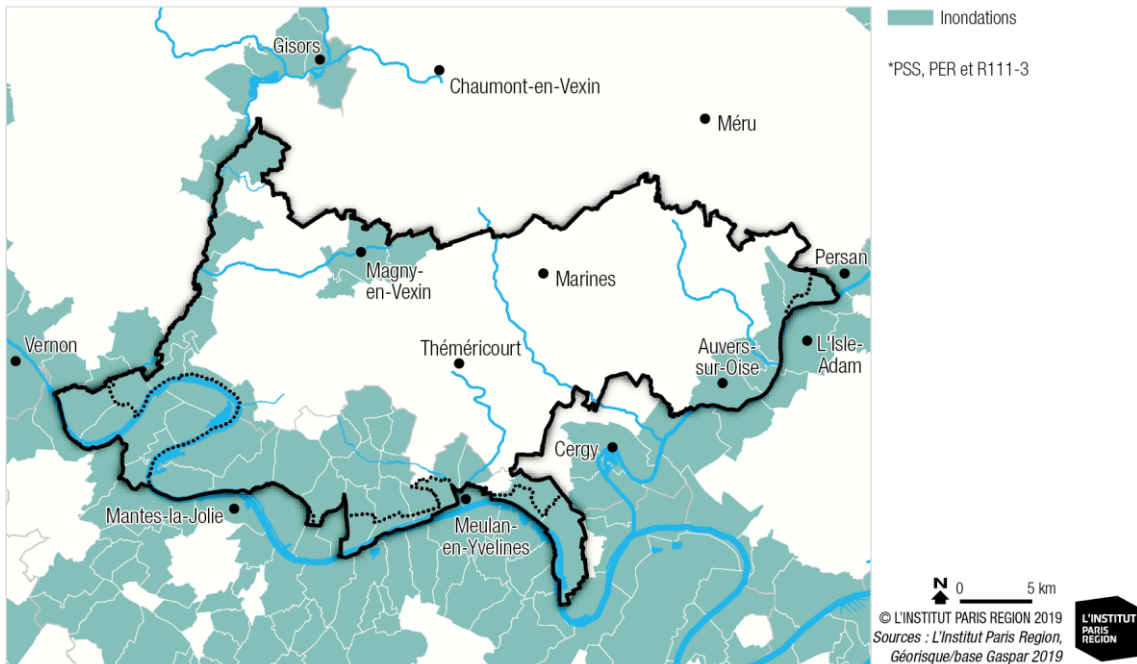 Inondations
*PSS, PER et R111-3
Gisors
Chaumont-en-Vexin
Méru
Magny-
en-Vexin
Marines
Persan
Vernon
Théméricourt
Auvers-
sur-Oise
L'Isle-
Adam
Cergy
Mantes-la-Jolie
Meulan-
en-Yvelines
N
0 5 km
© L'INSTITUT PARIS REGION 2019
Sources : L'Institut Paris Region,
Géorisque/base Gaspar 2019
L'INSTITUT
PARIS
REGION